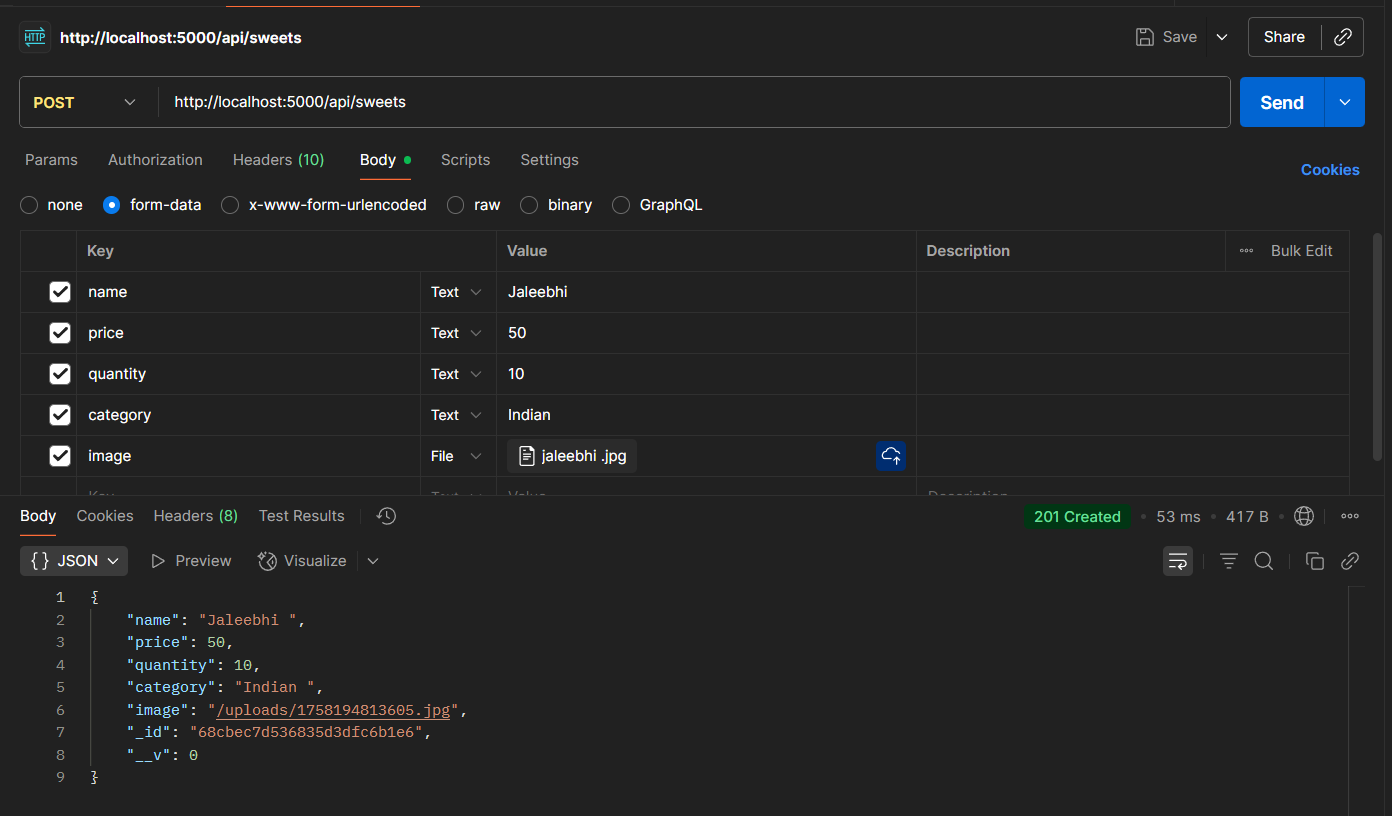 HTTP http://localhost:5000/api/sweets Save Share
POST http://localhost:5000/api/sweets Send
Params Authorization Headers (10) Body Scripts Settings Cookies
none form-data x-www-form-urlencoded raw binary GraphQL
Key Value Description Bulk Edit
name Text Jaleebhi
price Text 50
quantity Text 10
category Text Indian
image File jaleebhi .jpg
Key Text Value Description
Body Cookies Headers (8) Test Results 201 Created 53 ms 417 B
{} JSON Preview Visualize
1 {
2 "name": "Jaleebhi ",
3 "price": 50,
4 "quantity": 10,
5 "category": "Indian ",
6 "image": "/uploads/1758194813605.jpg",
7 "_id": "68cbec7d536835d3dfc6b1e6",
8 "__v": 0
9 }